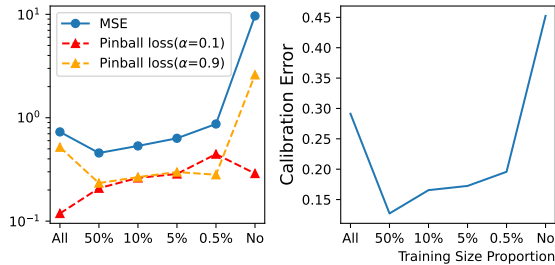 10¹
10⁰
10⁻¹
MSE
Pinball loss(α=0.1)
Pinball loss(α=0.9)
All 50% 10% 5% 0.5% No
Calibration Error
0.45
0.40
0.35
0.30
0.25
0.20
0.15
All 50% 10% 5% 0.5% No
Training Size Proportion